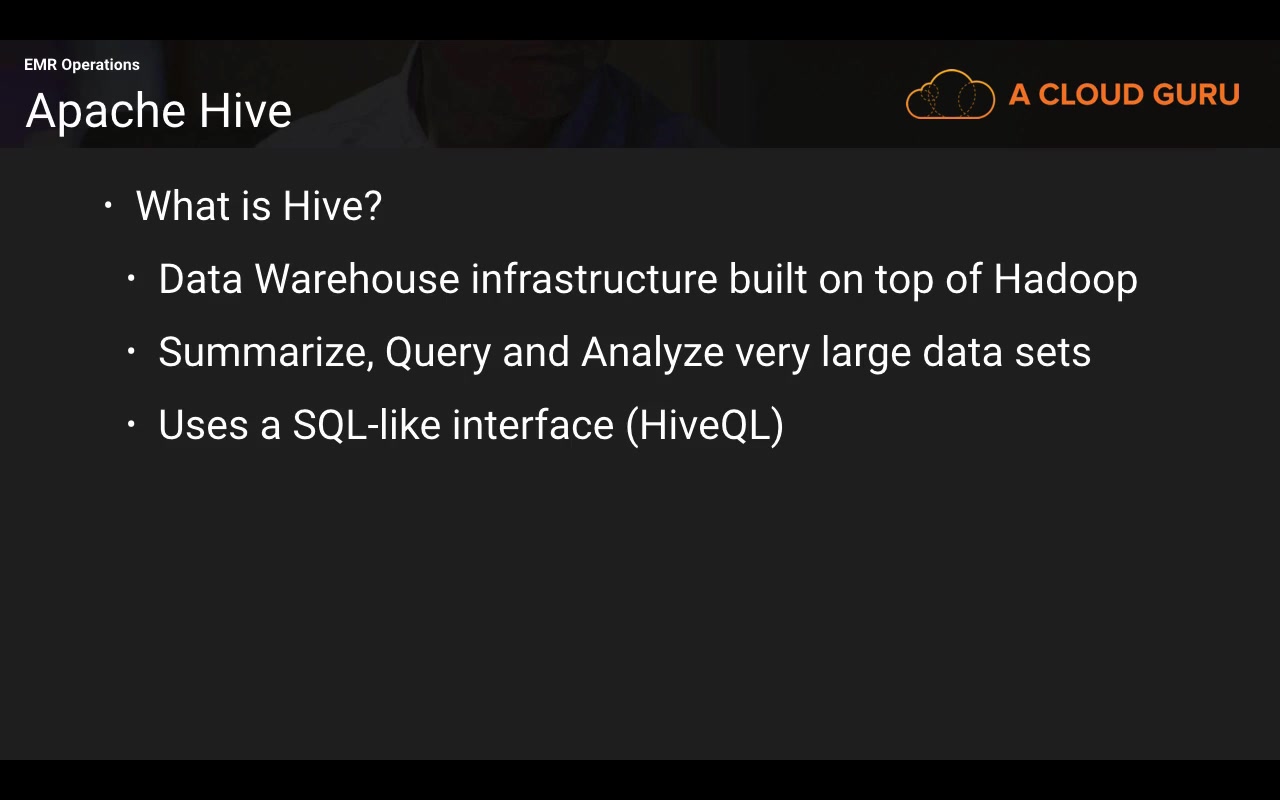 EMR Operations
Apache Hive
A CLOUD GURU
• What is Hive?
• Data Warehouse infrastructure built on top of Hadoop
• Summarize, Query and Analyze very large data sets
• Uses a SQL-like interface (HiveQL)